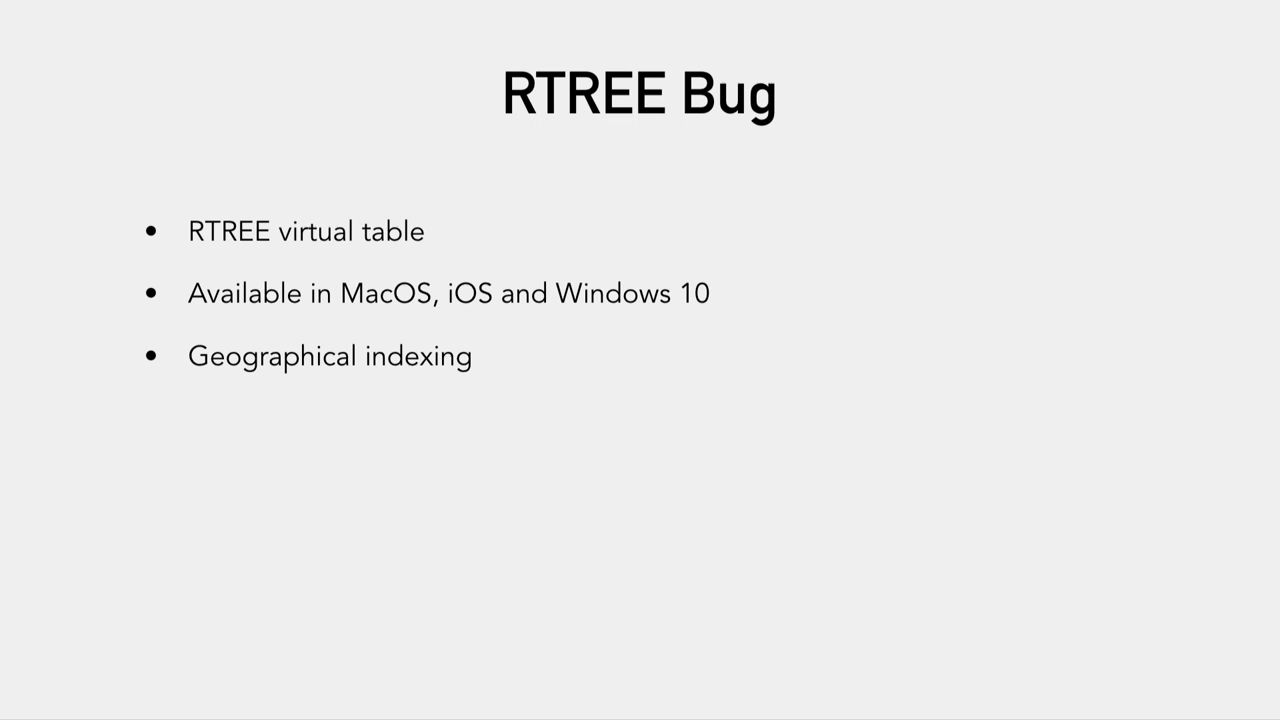 RTREE Bug
• RTREE virtual table
• Available in MacOS, iOS and Windows 10
• Geographical indexing